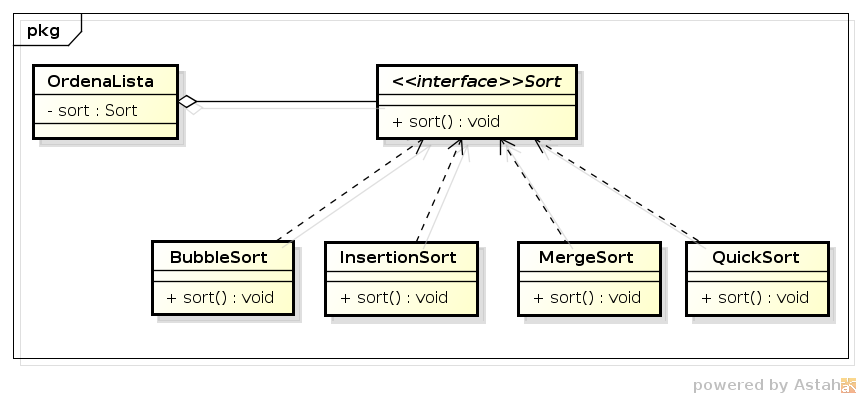 pkg
OrdenaLista
- sort : Sort
<<interface>>Sort
+ sort() : void
BubbleSort
+ sort() : void
InsertionSort
+ sort() : void
MergeSort
+ sort() : void
QuickSort
+ sort() : void
powered by Astah